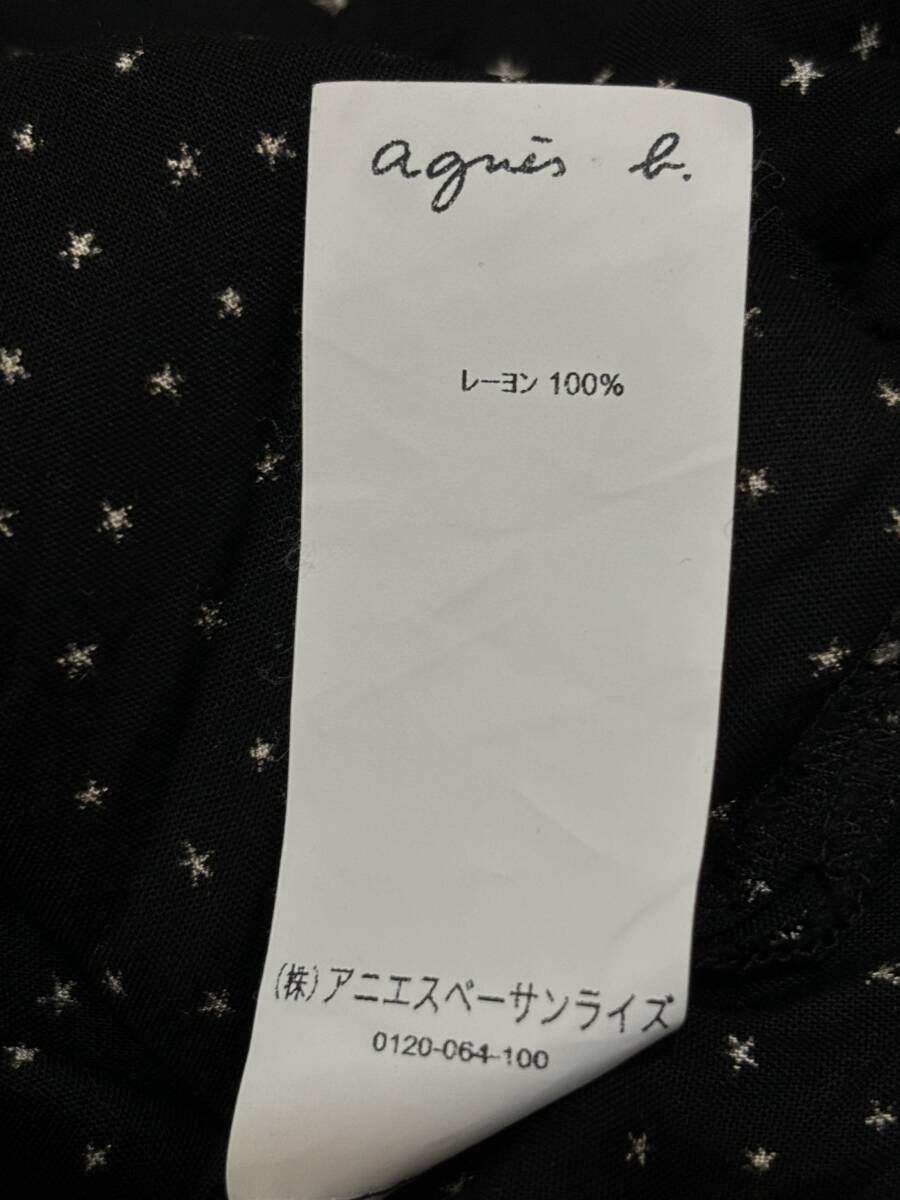 agnès b.
レーヨン 100%
(株)アニエスベーサンライズ
0120-064-100